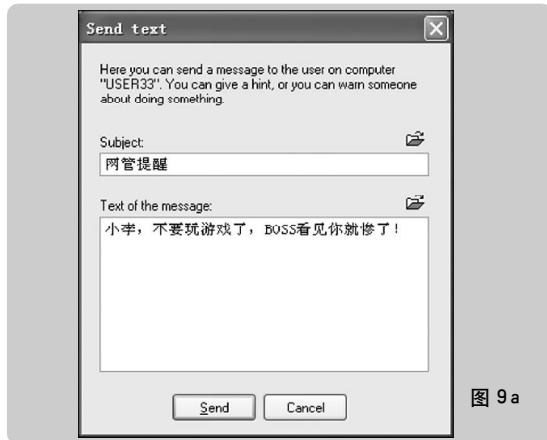 Send text
Here you can send a message to the user on computer
"USER33". You can give a hint, or you can warn someone
about doing something.
Subject:
网管提醒
Text of the message:
小李，不要玩游戏了，BOSS看见你就惨了！
Send
Cancel
图 9a